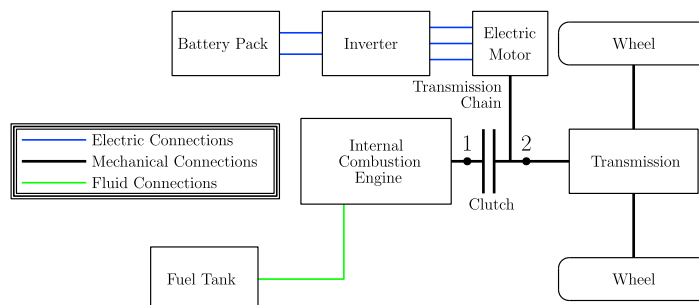 Battery Pack
Inverter
Electric
Motor
Wheel
Transmission
Chain
Electric Connections
Mechanical Connections
Fluid Connections
Internal
Combustion
Engine
1
2
Clutch
Transmission
Fuel Tank
Wheel